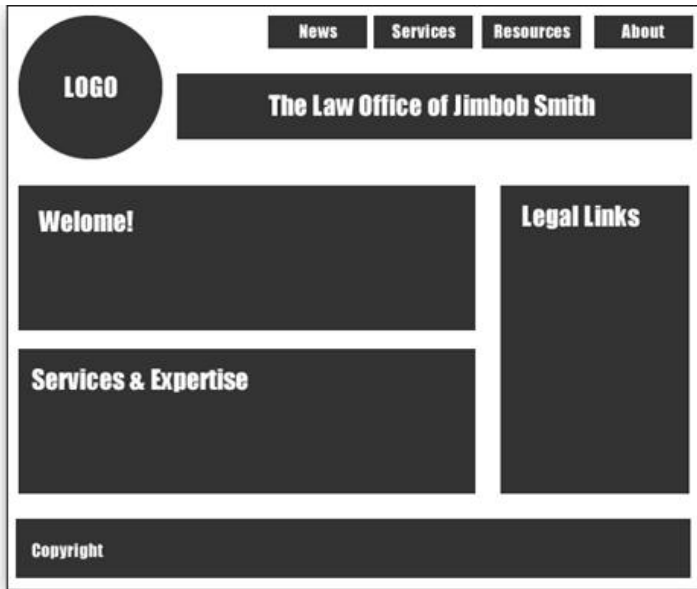 LOGO
News
Services
Resources
About
The Law Office of Jimbob Smith
Welome!
Legal Links
Services & Expertise
Copyright